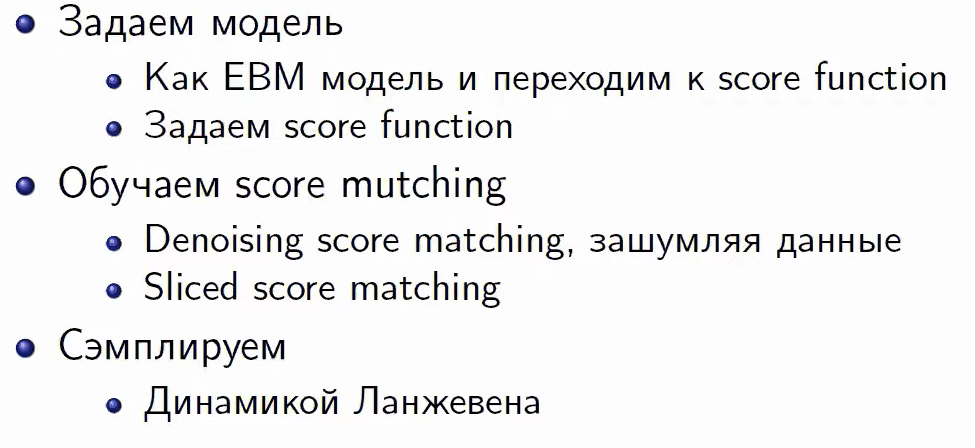 Задаем модель
Как EBM модель и переходим к score function
Задаем score function
Обучаем score mutching
Denoising score matching, зашумляя данные
Sliced score matching
Сэмплируем
Динамикой Ланжевена